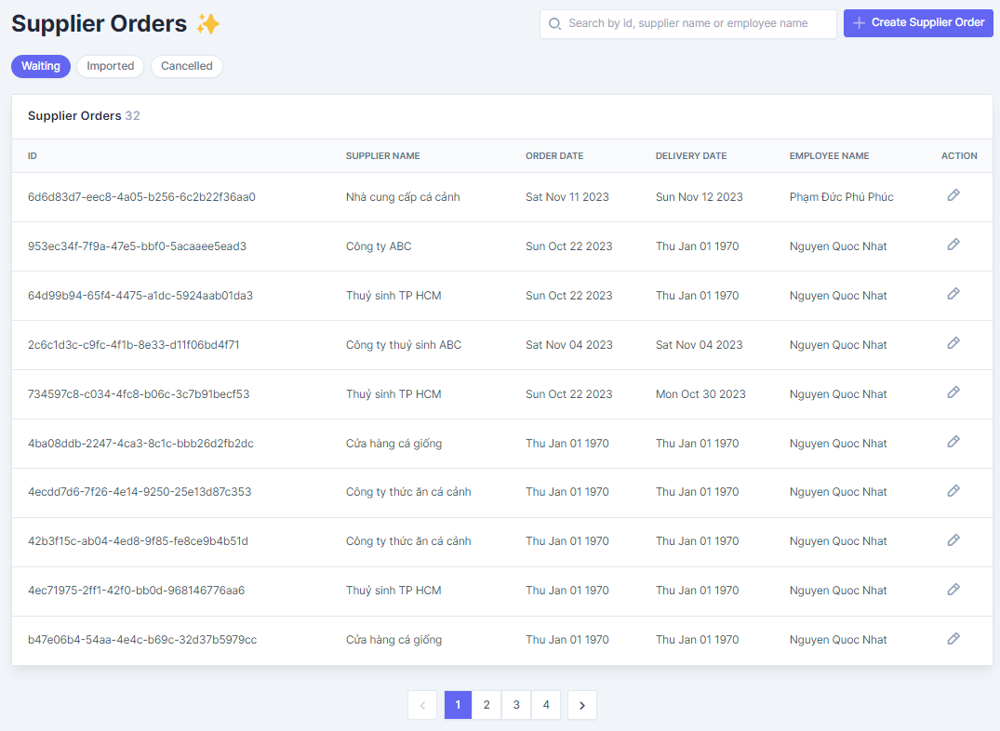 Supplier Orders ✨
Search by id, supplier name or employee name
Create Supplier Order
Waiting Imported Cancelled
Supplier Orders 32
ID SUPPLIER NAME ORDER DATE DELIVERY DATE EMPLOYEE NAME ACTION
6d6d83d7-eec8-4a05-b256-6c2b22f36aa0 Nhà cung cấp cá cảnh Sat Nov 11 2023 Sun Nov 12 2023 Phạm Đức Phú Phúc
953ec34f-7f9a-47e5-bbf0-5acaaee5ead3 Công ty ABC Sun Oct 22 2023 Thu Jan 01 1970 Nguyen Quoc Nhat
64d99b94-65f4-4475-a1dc-5924aab01da3 Thuỷ sinh TP HCM Sun Oct 22 2023 Thu Jan 01 1970 Nguyen Quoc Nhat
2c6c1d3c-c9fc-4f1b-8e33-d11f06bd4f71 Công ty thuỷ sinh ABC Sat Nov 04 2023 Sat Nov 04 2023 Nguyen Quoc Nhat
734597c8-c034-4fc8-b06c-3c7b91becf53 Thuỷ sinh TP HCM Sun Oct 22 2023 Mon Oct 30 2023 Nguyen Quoc Nhat
4ba08ddb-2247-4ca3-8c1c-bbb26d2fb2dc Cửa hàng cá giống Thu Jan 01 1970 Thu Jan 01 1970 Nguyen Quoc Nhat
4ecdd7d6-7f26-4e14-9250-25e13d87c353 Công ty thức ăn cá cảnh Thu Jan 01 1970 Thu Jan 01 1970 Nguyen Quoc Nhat
42b3f15c-ab04-4ed8-9f85-fe8ce9b4b51d Công ty thức ăn cá cảnh Thu Jan 01 1970 Thu Jan 01 1970 Nguyen Quoc Nhat
4ec71975-2ff1-42f0-bb0d-968146776aa6 Thuỷ sinh TP HCM Thu Jan 01 1970 Thu Jan 01 1970 Nguyen Quoc Nhat
b47e06b4-54aa-4e4c-b69c-32d37b5979cc Cửa hàng cá giống Thu Jan 01 1970 Thu Jan 01 1970 Nguyen Quoc Nhat
1 2 3 4